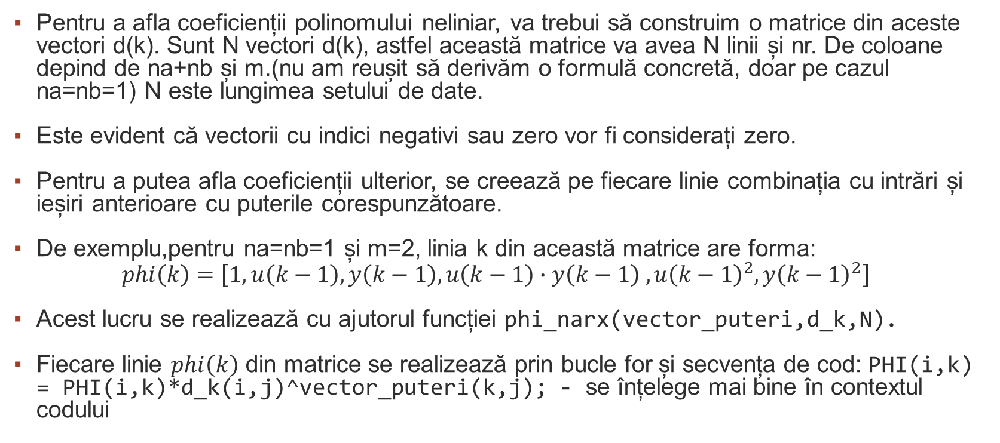 ▪ Pentru a afla coeficienții polinomului neliniar, va trebui să construim o matrice din aceste
vectori d(k). Sunt N vectori d(k), astfel această matrice va avea N linii și nr. De coloane
depind de na+nb și m.(nu am reușit să derivăm o formulă concretă, doar pe cazul
na=nb=1) N este lungimea setului de date.
▪ Este evident că vectorii cu indici negativi sau zero vor fi considerați zero.
▪ Pentru a putea afla coeficienții ulterior, se creează pe fiecare linie combinația cu intrări și
ieșiri anterioare cu puterile corespunzătoare.
▪ De exemplu,pentru na=nb=1 și m=2, linia k din această matrice are forma:
phi(k) = [1, u(k − 1), y(k − 1), u(k − 1) · y(k − 1) , u(k − 1)², y(k − 1)²]
▪ Acest lucru se realizează cu ajutorul funcției phi_narx(vector_puteri,d_k,N).
▪ Fiecare linie phi(k) din matrice se realizează prin bucle for și secvența de cod: PHI(i,k)
= PHI(i,k)*d_k(i,j)^vector_puteri(k,j); - se înțelege mai bine în contextul
codului